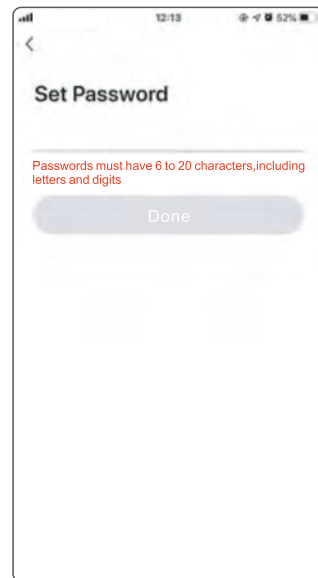 12:13
52%
Set Password
Passwords must have 6 to 20 characters,including
letters and digits
Done